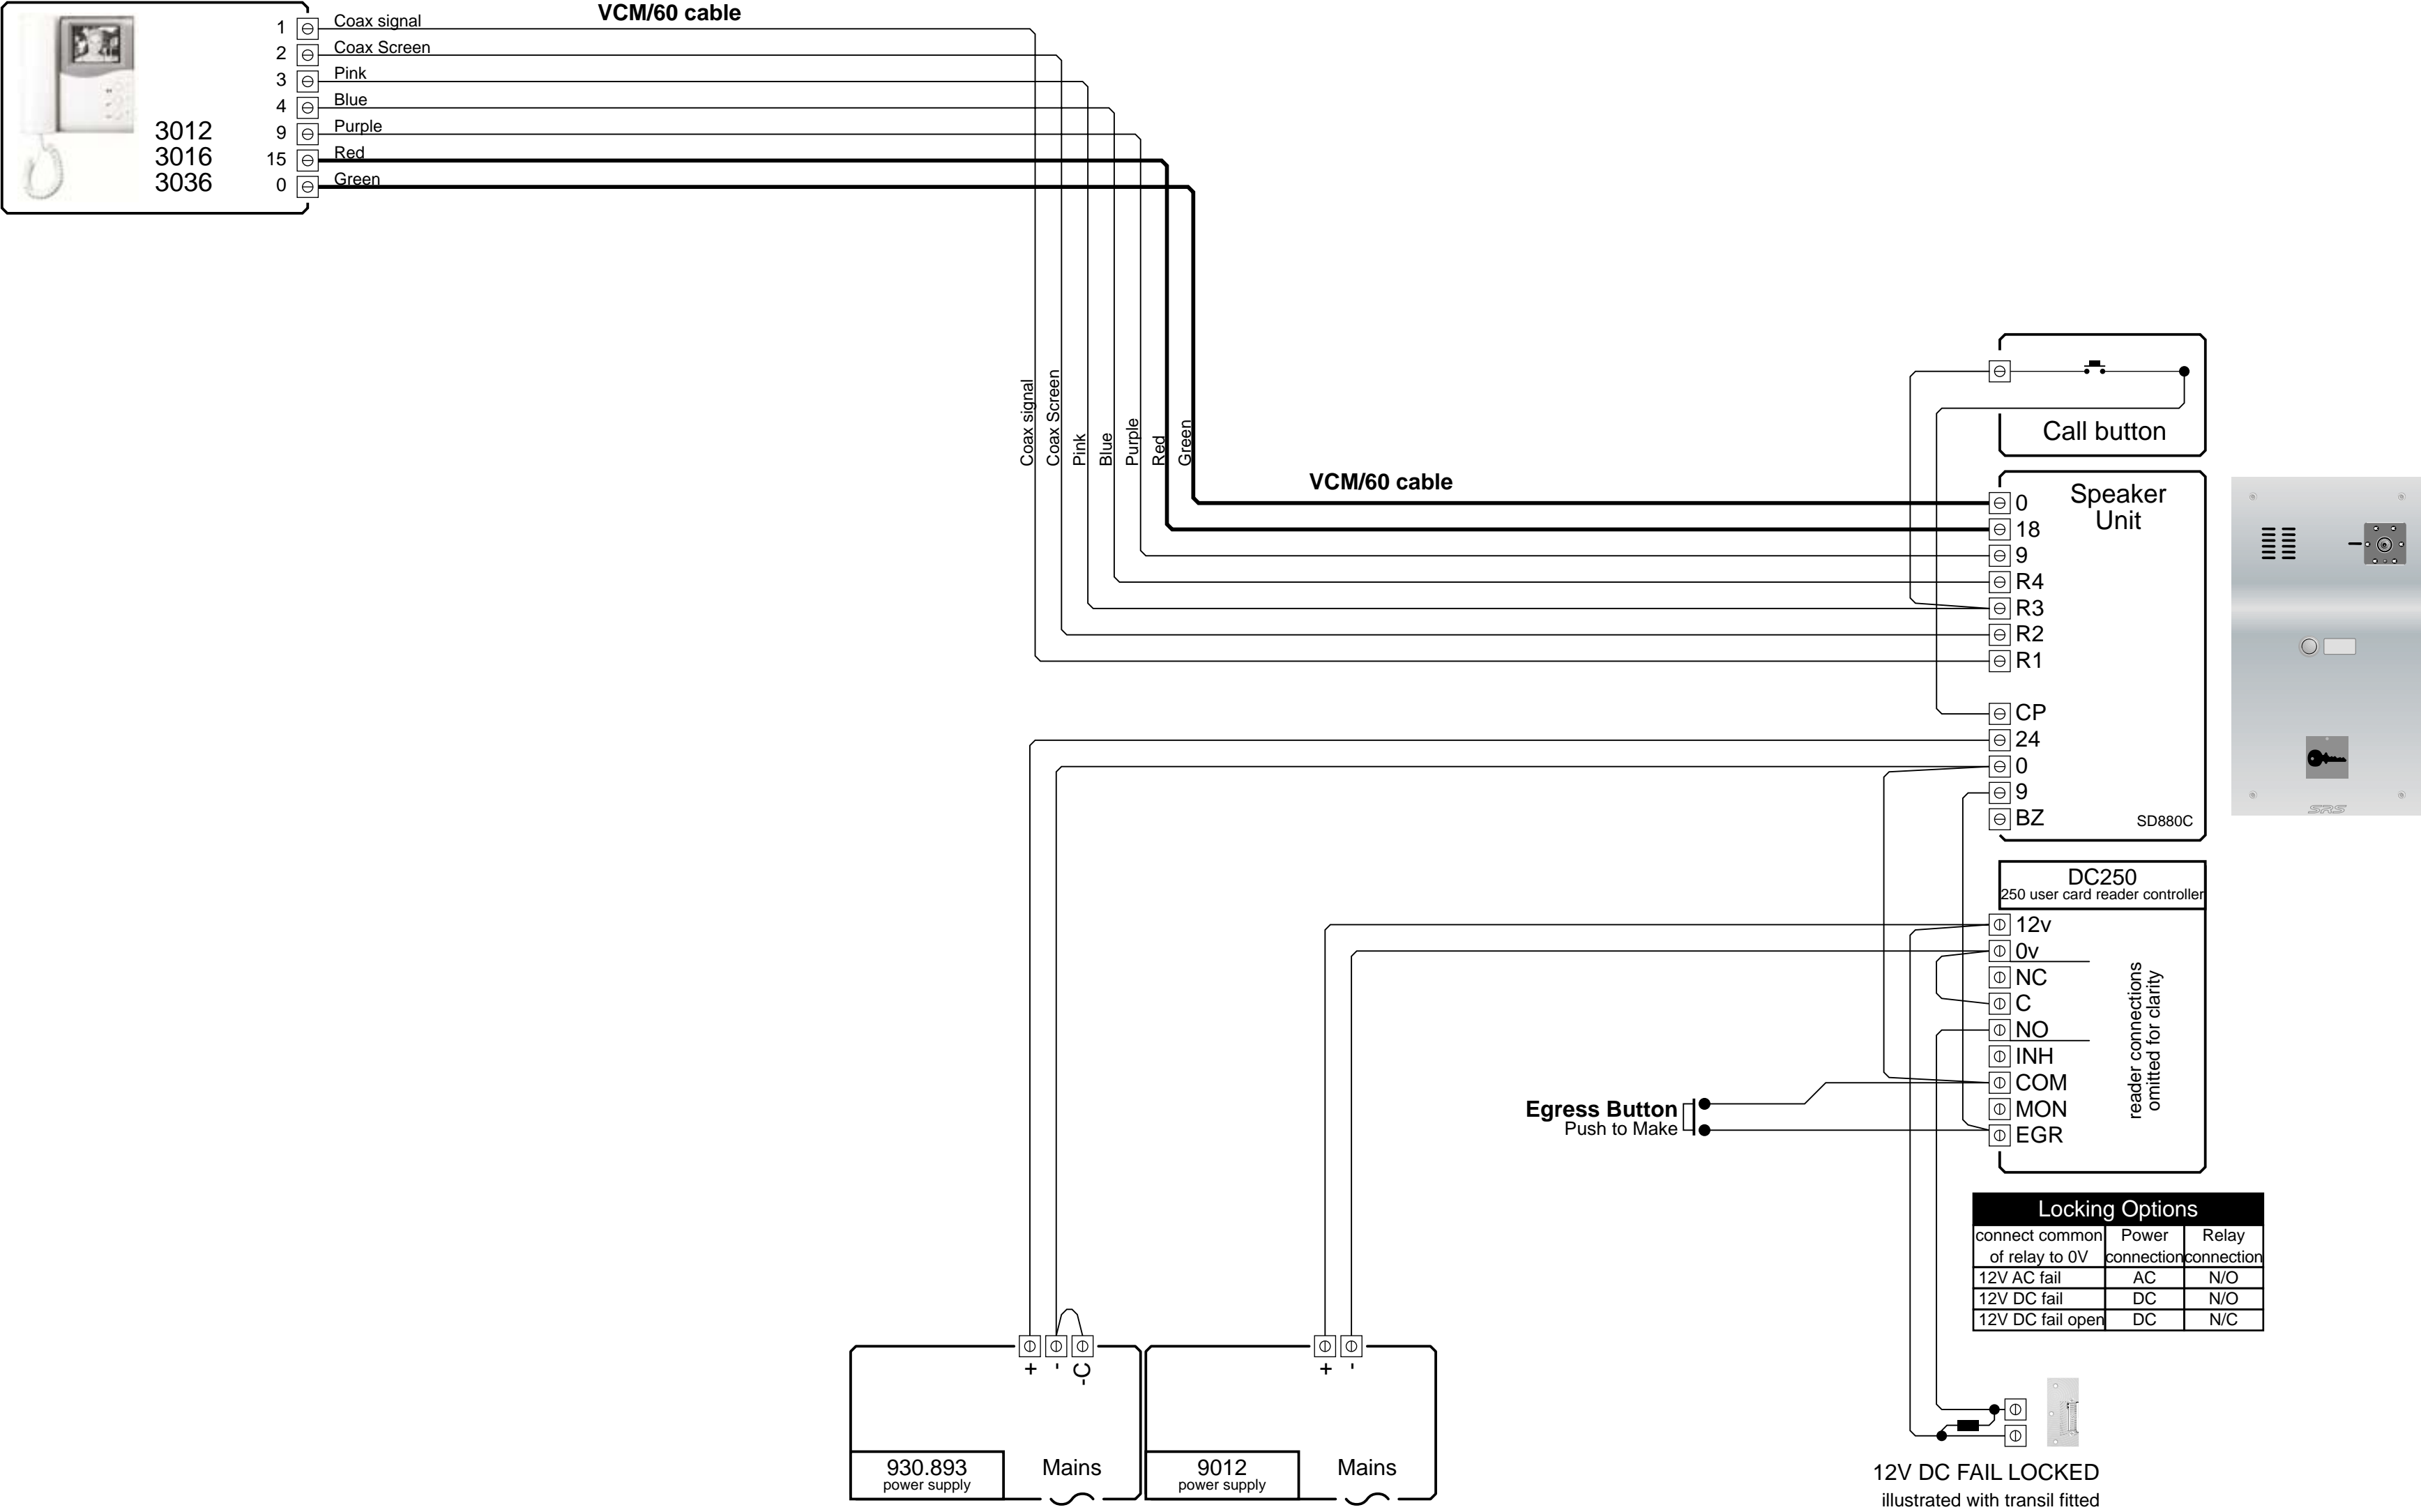 VCM/60 cable
1 Coax signal
2 Coax Screen
3 Pink
4 Blue
9 Purple
15 Red
0 Green
3012
3016
3036
Coax signal
Coax Screen
Pink
Blue
Purple
Red
Green
VCM/60 cable
Call button
Speaker
Unit
0
18
9
R4
R3
R2
R1
CP
24
0
9
BZ
SD880C
SRS
DC250
250 user card reader controller
12v
0v
NC
C
NO
INH
COM
MON
EGR
reader connections
omitted for clarity
Egress Button
Push to Make
Locking Options
connect common of relay to 0V Power connection Relay connection
12V AC fail AC N/O
12V DC fail DC N/O
12V DC fail open DC N/C
+ - -C
930.893
power supply
Mains
+ -
9012
power supply
Mains
12V DC FAIL LOCKED
illustrated with transil fitted